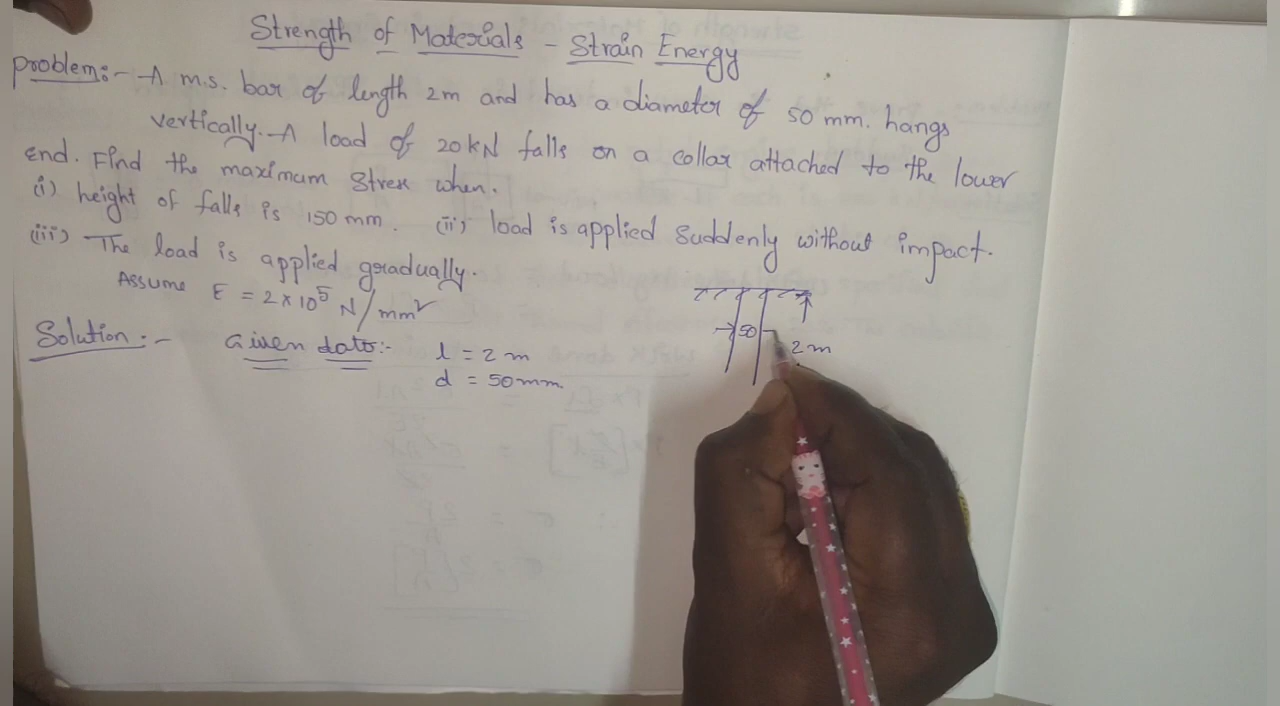 Strength of Materials - Strain Energy
problem:- A m.s. bar of length 2m and has a diameter of 50 mm. hangs
vertically. A load of 20kN falls on a collar attached to the lower
end. Find the maximum Stress when.
(i) height of falls is 150 mm. (ii) load is applied Suddenly without impact.
(iii) The load is applied gradually.
Assume E = 2 x 10⁵ N/mm²
Solution:- Given data:- l = 2 m
d = 50mm
50
2 m